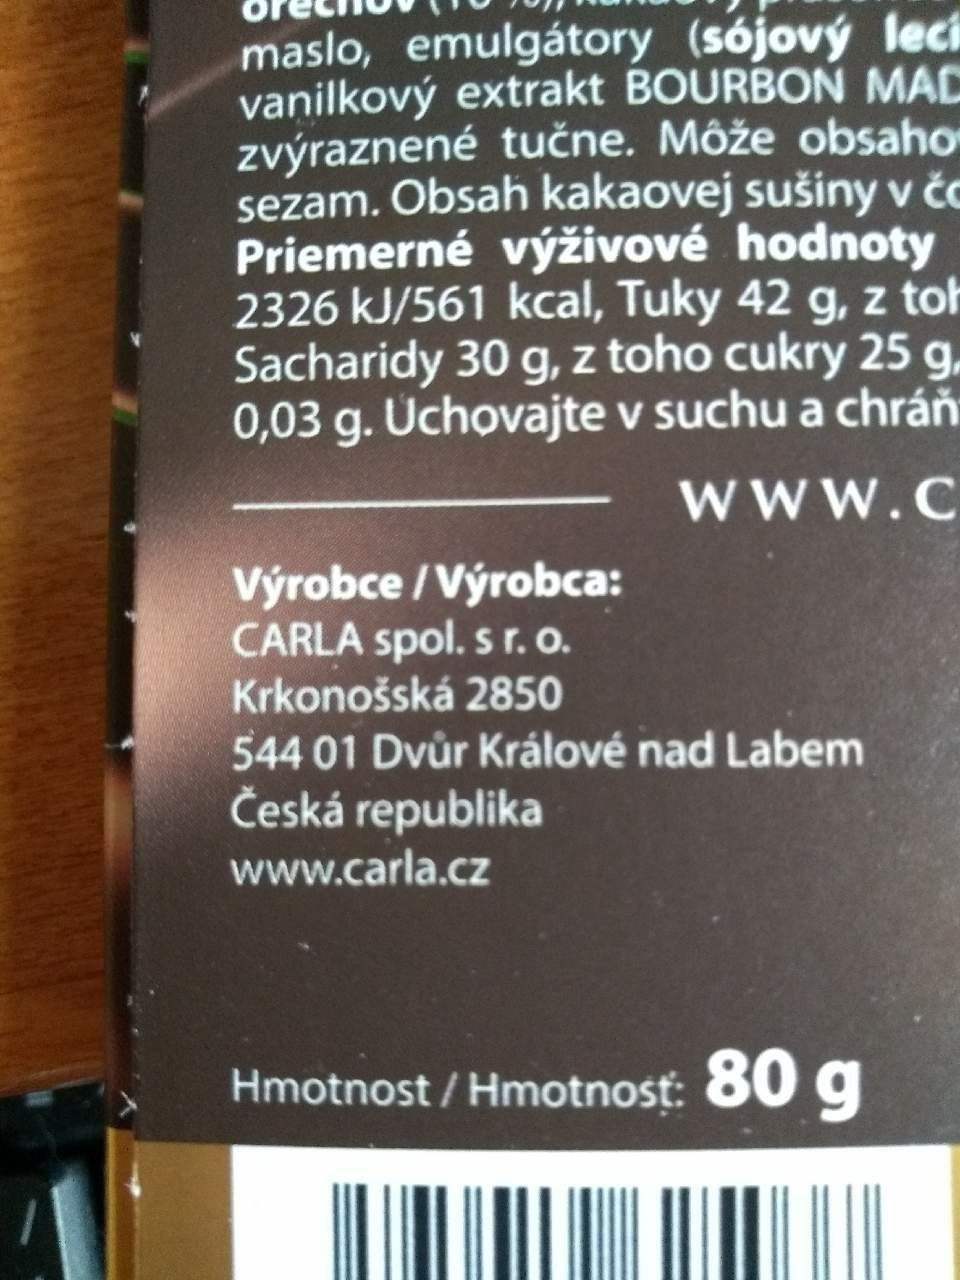 orechov
maslo, emulgátory (sójový
vanilkový extrakt BOURBON
zvýraznené tučne. Môže
sezam. Obsah kakaovej sušiny v
Priemerné výživové hodnoty
2326 kJ/561 kcal, Tuky 42 g, z
Sacharidy 30 g, z toho cukry 25 g,
0,03 g. Uchovajte v suchu a
WWW.C
Výrobce / Výrobca:
CARLA spol. s r. o.
Krkonošská 2850
544 01 Dvůr Králové nad Labem
Česká republika
www.carla.cz
Hmotnost / Hmotnosť: 80 g